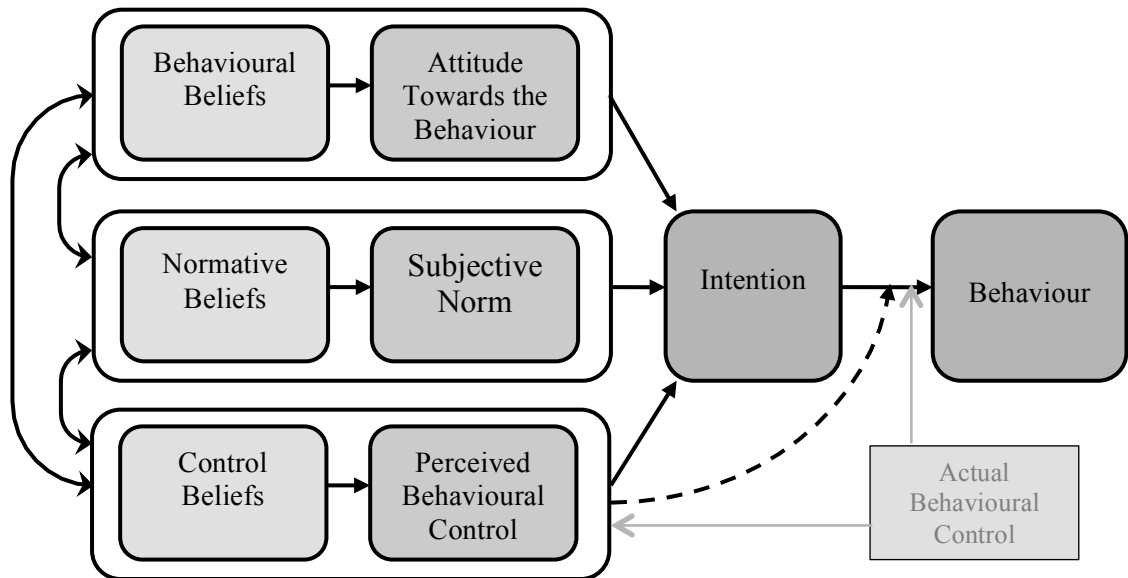 Behavioural
Beliefs
Attitude
Towards the
Behaviour
Normative
Beliefs
Subjective
Norm
Intention
Behaviour
Control
Beliefs
Perceived
Behavioural
Control
Actual
Behavioural
Control